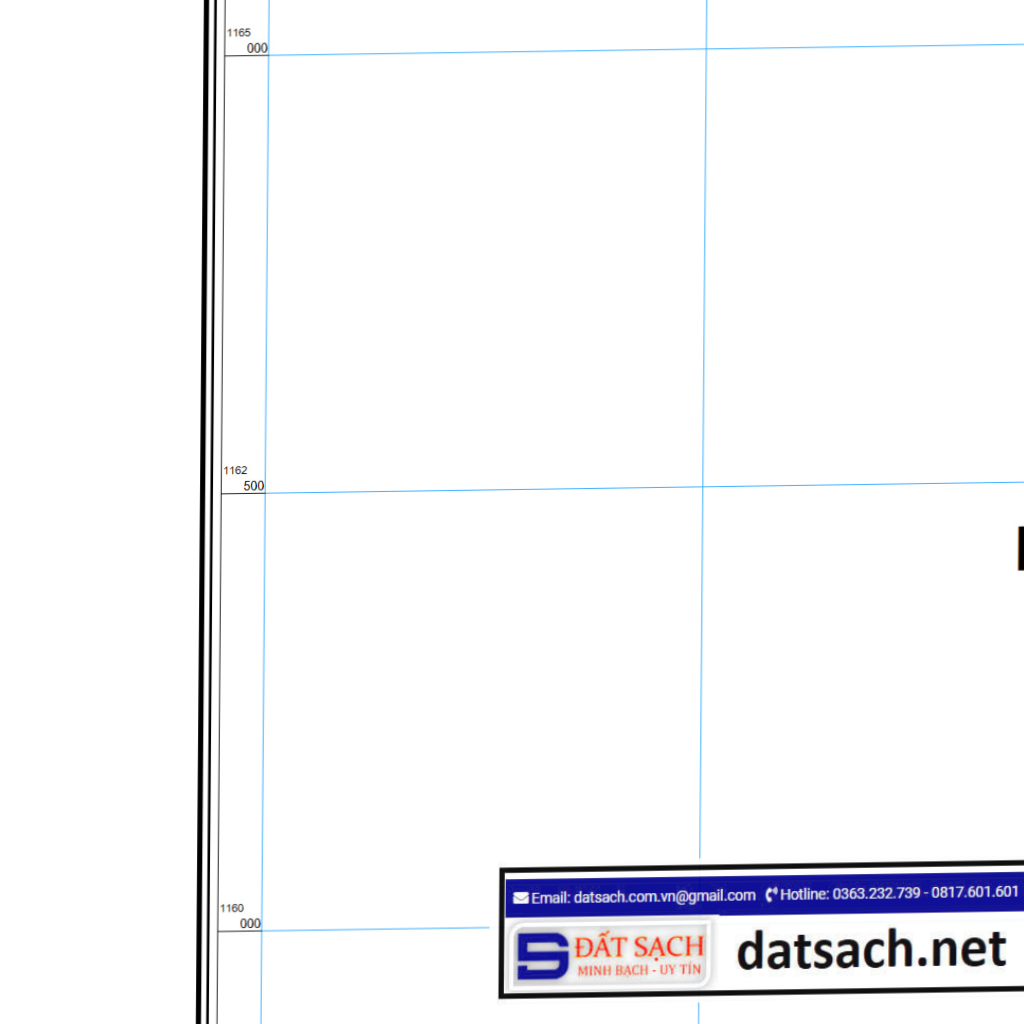 1165
000
1162
500
1160
000
Email: datsach.com.vn@gmail.com Hotline: 0363.232.739 - 0817.601.601
ĐẤT SẠCH
MINH BẠCH - UY TÍN
datsach.net